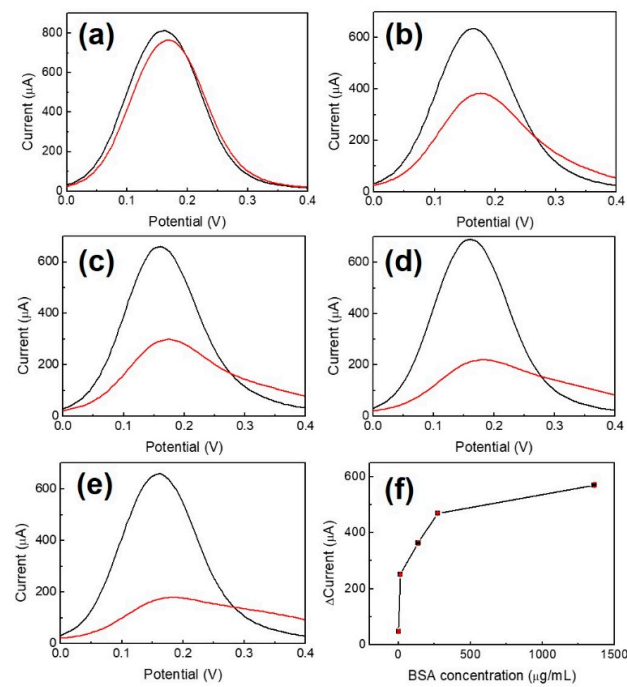 (a)
800
600
400
200
0
Current (μA)
0.0 0.1 0.2 0.3 0.4
Potential (V)
(b)
600
400
200
0
Current (μA)
0.0 0.1 0.2 0.3 0.4
Potential (V)
(c)
600
400
200
0
Current (μA)
0.0 0.1 0.2 0.3 0.4
Potential (V)
(d)
600
400
200
0
Current (μA)
0.0 0.1 0.2 0.3 0.4
Potential (V)
(e)
600
400
200
0
Current (μA)
0.0 0.1 0.2 0.3 0.4
Potential (V)
(f)
600
400
200
0
ΔCurrent (μA)
0 500 1000 1500
BSA concentration (μg/mL)